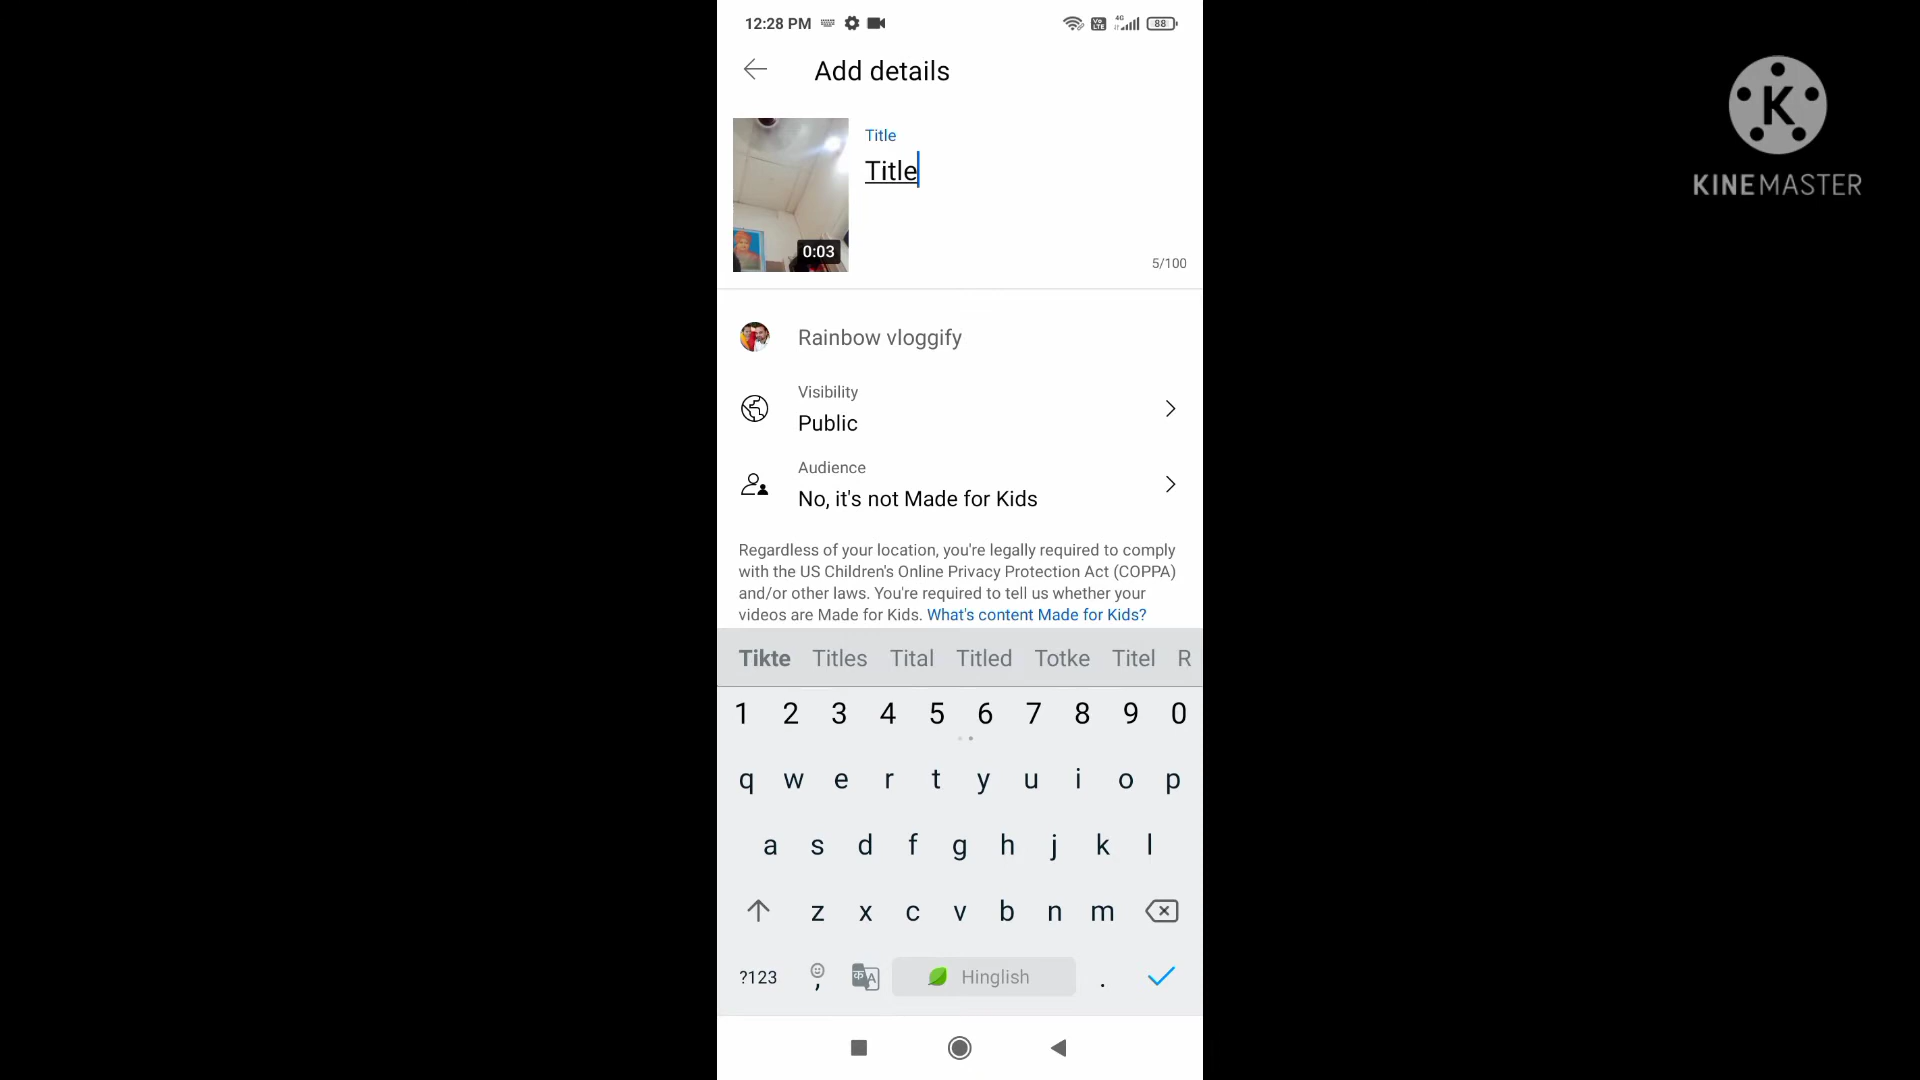 12:28 PM
Vo LTE 4G 88
Add details
Title
Title
0:03
5/100
Rainbow vloggify
Visibility
Public
Audience
No, it's not Made for Kids
Regardless of your location, you're legally required to comply
with the US Children's Online Privacy Protection Act (COPPA)
and/or other laws. You're required to tell us whether your
videos are Made for Kids. What's content Made for Kids?
Tikte Titles Tital Titled Totke Titel R
1 2 3 4 5 6 7 8 9 0
q w e r t y u i o p
a s d f g h j k l
z x c v b n m
?123 , क A Hinglish .
K
KINEMASTER